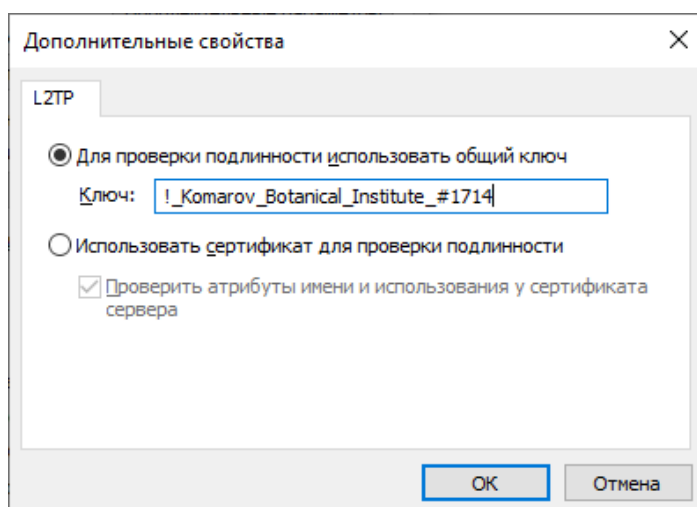 Дополнительные свойства
L2TP
Для проверки подлинности использовать общий ключ
Ключ: !_Komarov_Botanical_Institute_#1714
Использовать сертификат для проверки подлинности
Проверить атрибуты имени и использования у сертификата
сервера
OK Отмена